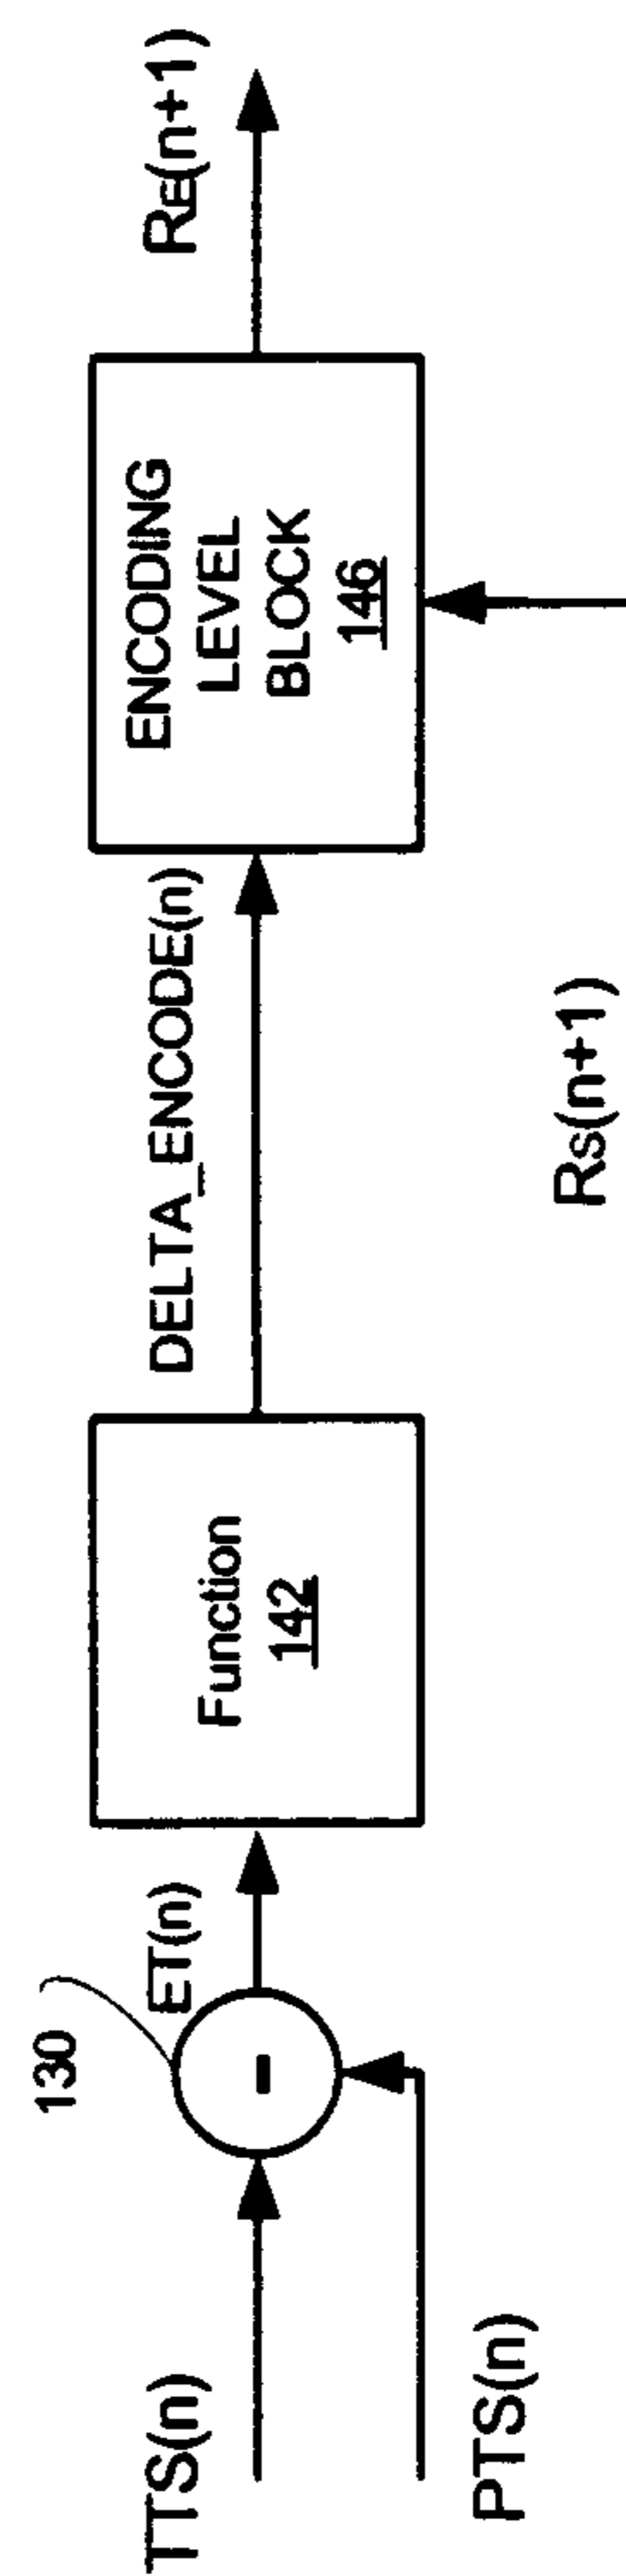 TTS(n)
PTS(n)
130
ET(n)
Function
142
DELTA_ENCODE(n)
ENCODING
LEVEL
BLOCK
146
RS(n+1)
RE(n+1)